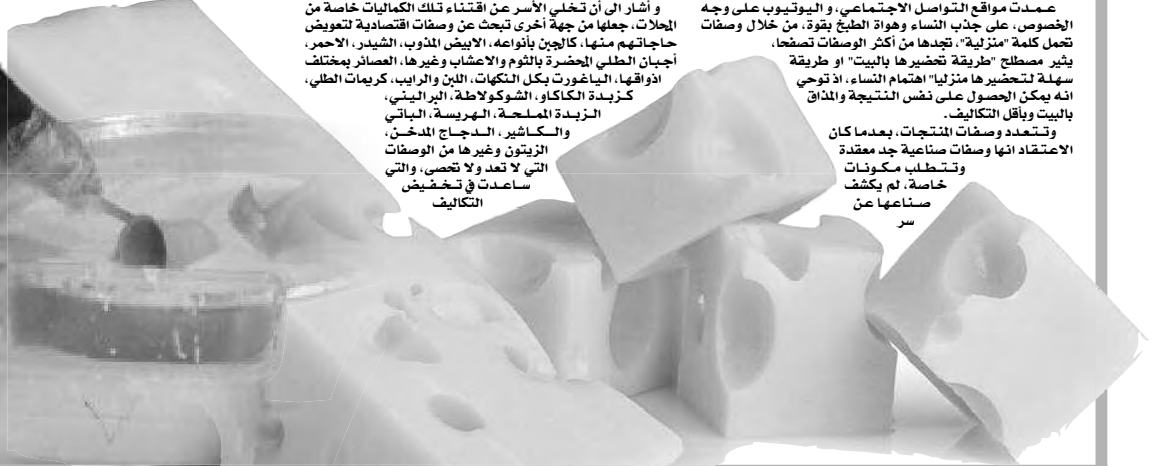 عـمـدت مواقع التواصل الاجتماعي، و اليوتيوب على وجه
الخصوص، على جذب النساء وهواة الطبخ بقوة، من خلال وصفات
تحمل كلمة "منزلية"، تجدها من أكثر الوصفات تصفحا،
يثير مصطلح "طريقة تحضيرها بالبيت" او طريقة
سهلة لتحضيرها منزليا" اهتمام النساء، اذ توحي
انه يمكن الحصول على نفس النتيجة والمذاق
بالبيت وبأقل التكاليف.
وتتعدد وصفات المنتجات، بعدما كان
الاعتقاد انها وصفات صناعية جد معقدة
وتتطلب مكونات
خاصة، لم يكشف
صناعها عن
سر
و أشار الى أن تخلي الأسر عن اقتناء تلك الكماليات خاصة من
المحلات، جعلها من جهة أخرى تبحث عن وصفات اقتصادية لتعويض
حاجاتهم منها، كالجبن بأنواعه، الابيض المذوب، الشيدر، الاحمر،
أجبان الطلي المحضرة بالثوم والاعشاب وغيرها، العصائر بمختلف
اذواقها، الياغورت بكل النكهات، اللبن والرايب، كريمات الطلي،
كزبدة الكاكاو، الشوكولاطة، البراليني،
الزبدة المملحة، الهريسة، الباتي
والكاشير، الدجاج المدخن،
الزيتون وغيرها من الوصفات
التي لا تعد ولا تحصى، والتي
ساعدت في تخفيض
التكاليف